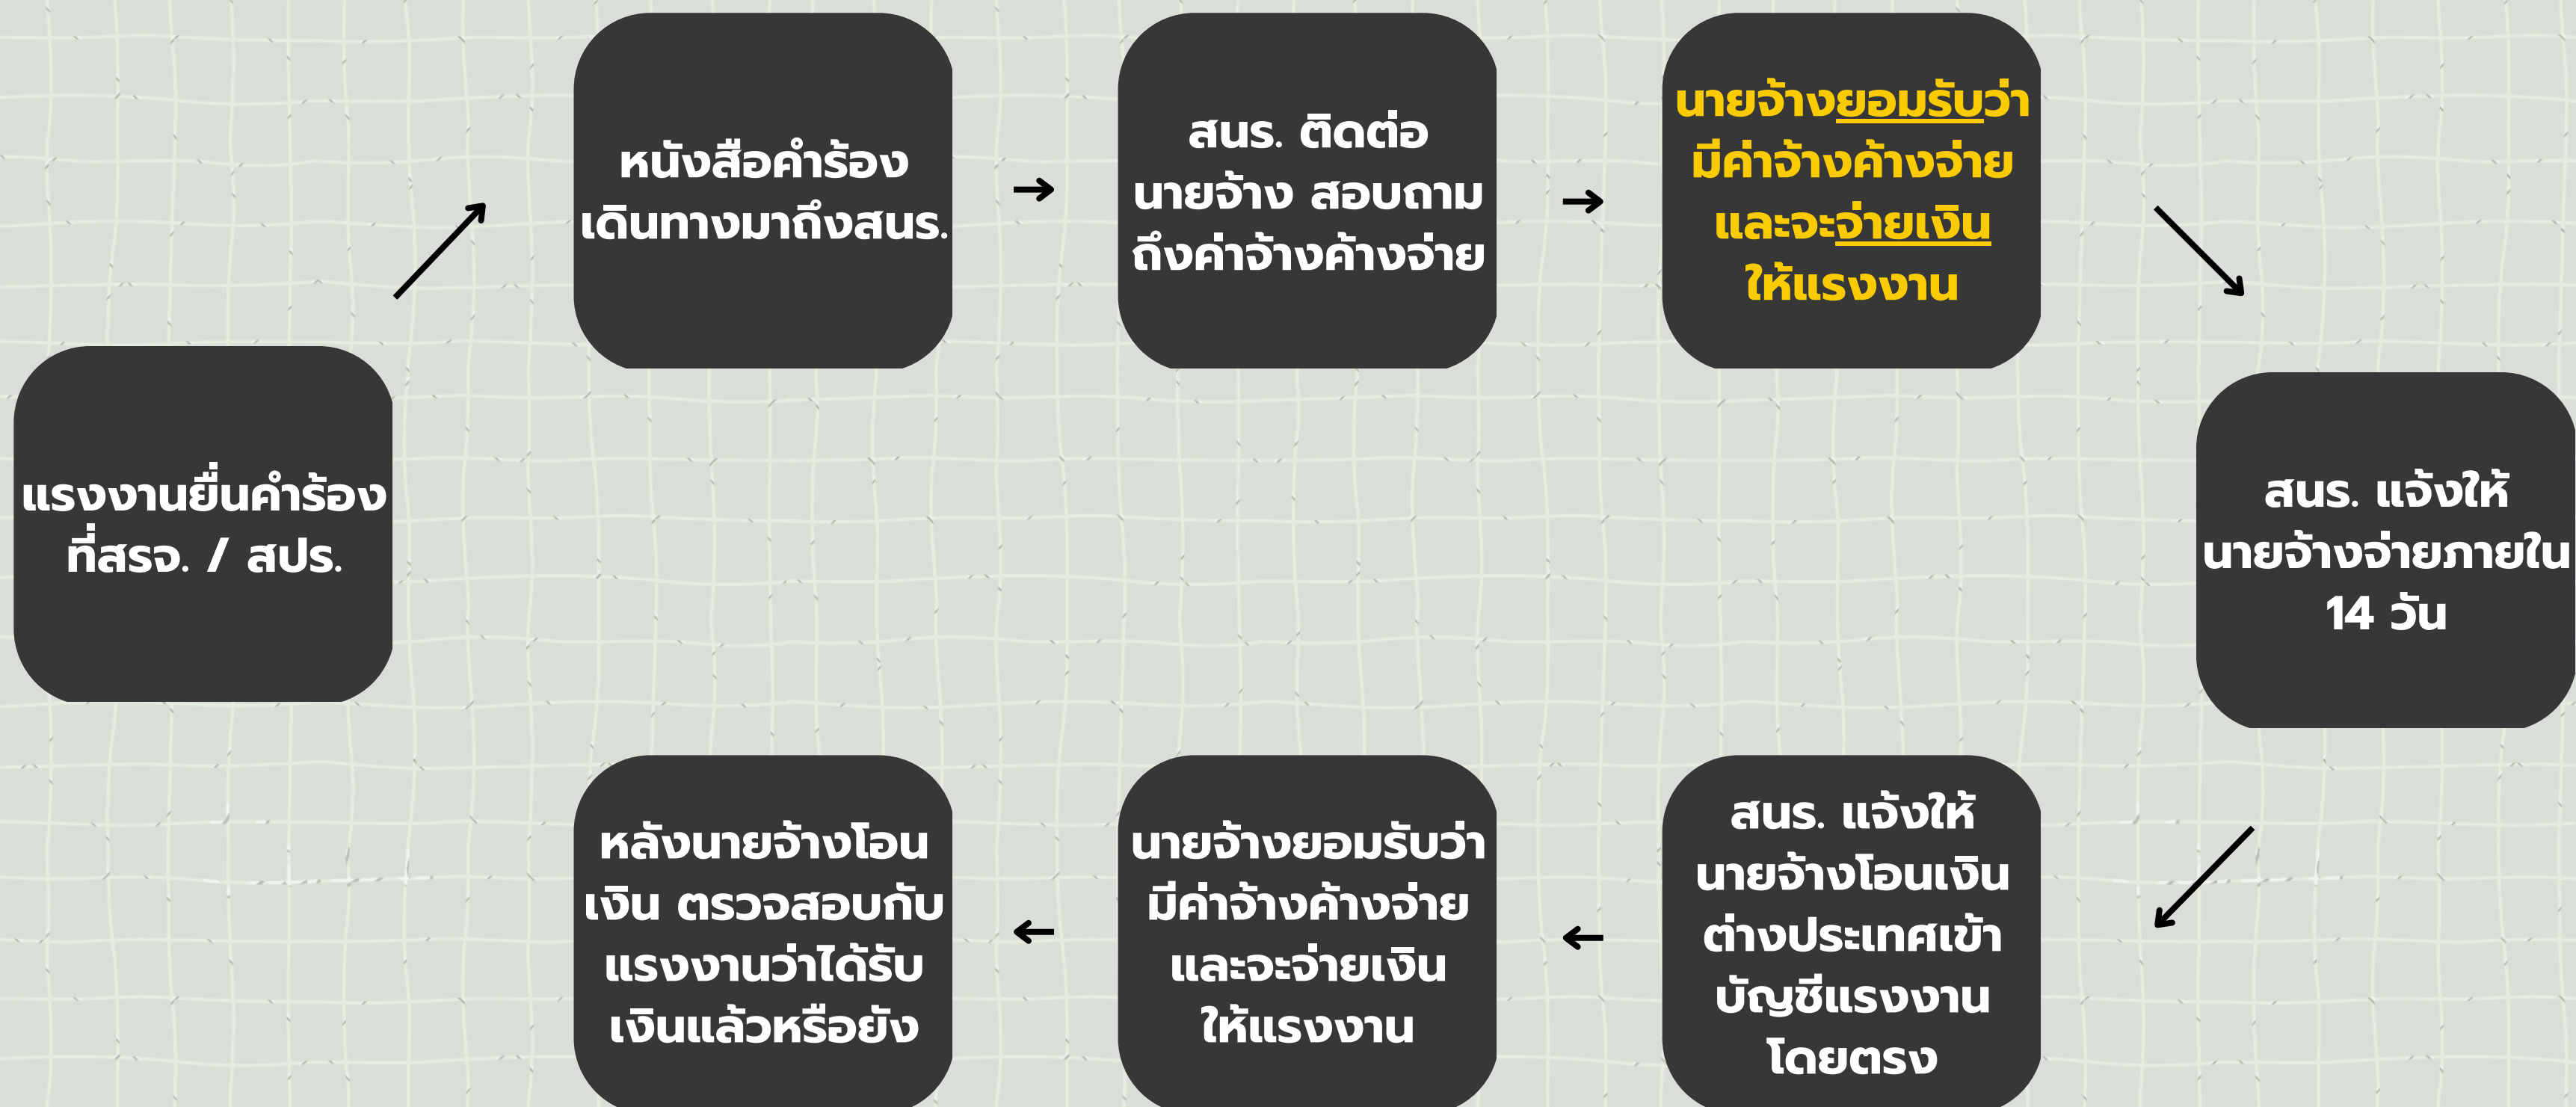 แรงงานยื่นคำร้อง
ที่สรจ. / สปร.
หนังสือคำร้อง
เดินทางมาถึงสนร.
สนร. ติดต่อ
นายจ้าง สอบถาม
ถึงค่าจ้างค้างจ่าย
นายจ้างยอมรับว่า
มีค่าจ้างค้างจ่าย
และจะจ่ายเงิน
ให้แรงงาน
สนร. แจ้งให้
นายจ้างจ่ายภายใน
14 วัน
สนร. แจ้งให้
นายจ้างโอนเงิน
ต่างประเทศเข้า
บัญชีแรงงาน
โดยตรง
นายจ้างยอมรับว่า
มีค่าจ้างค้างจ่าย
และจะจ่ายเงิน
ให้แรงงาน
หลังนายจ้างโอน
เงิน ตรวจสอบกับ
แรงงานว่าได้รับ
เงินแล้วหรือยัง